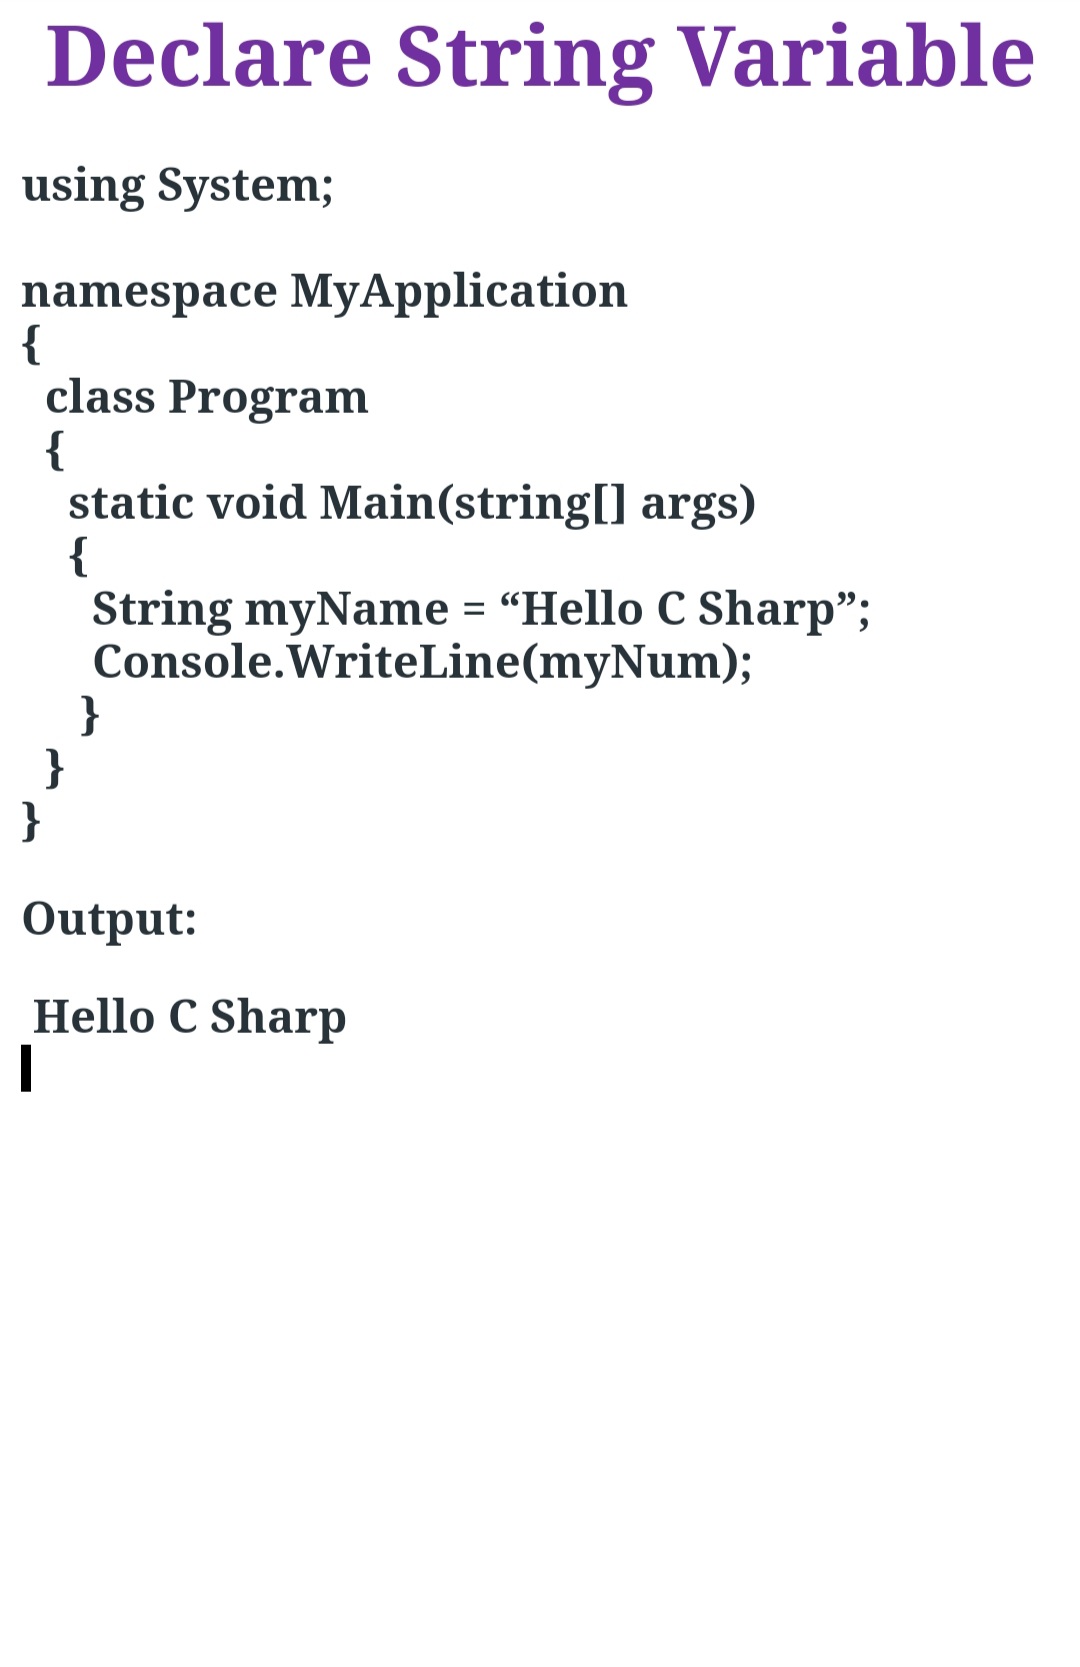 Declare String Variable
using System;
namespace MyApplication
{
class Program
{
static void Main(string[] args)
{
String myName = “Hello C Sharp”;
Console.WriteLine(myNum);
}
}
}
Output:
Hello C Sharp